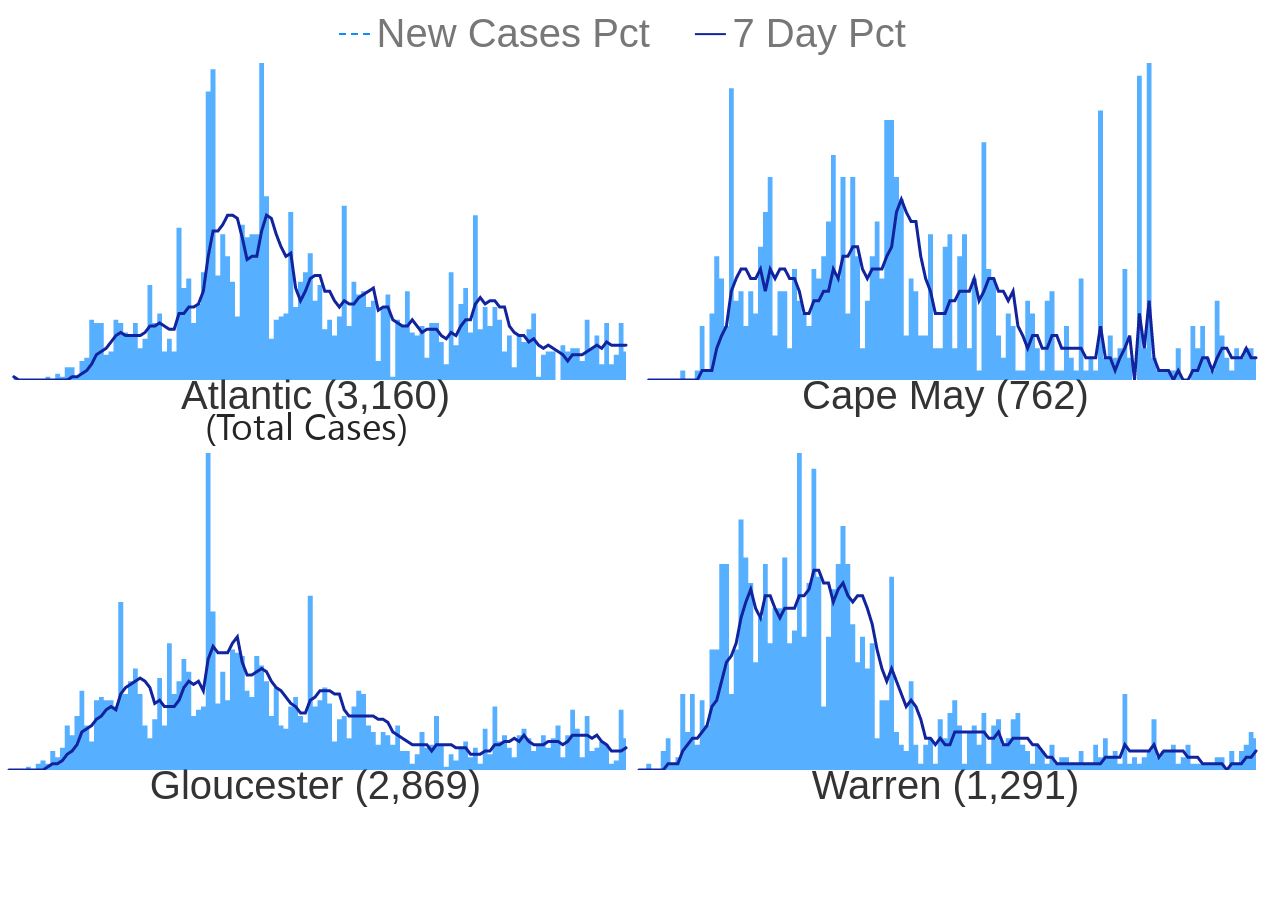 New Cases Pct 7 Day Pct
Atlantic (3,160) Cape May (762)
(Total Cases)
Gloucester (2,869) Warren (1,291)